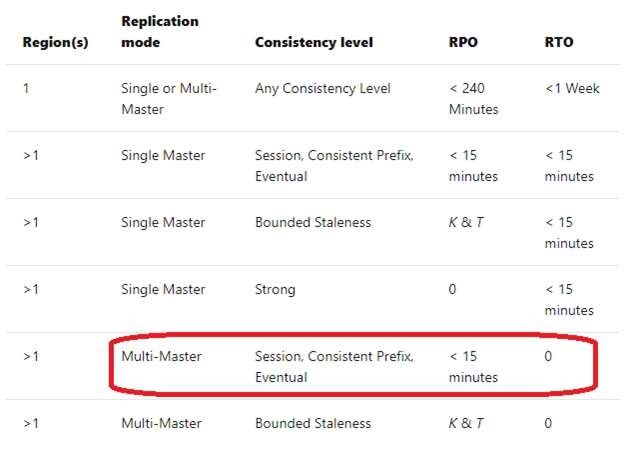 Region(s) Replication mode Consistency level RPO RTO
1 Single or Multi-Master Any Consistency Level < 240 Minutes <1 Week
>1 Single Master Session, Consistent Prefix, Eventual < 15 minutes < 15 minutes
>1 Single Master Bounded Staleness K & T < 15 minutes
>1 Single Master Strong 0 < 15 minutes
>1 Multi-Master Session, Consistent Prefix, Eventual < 15 minutes 0
>1 Multi-Master Bounded Staleness K & T 0